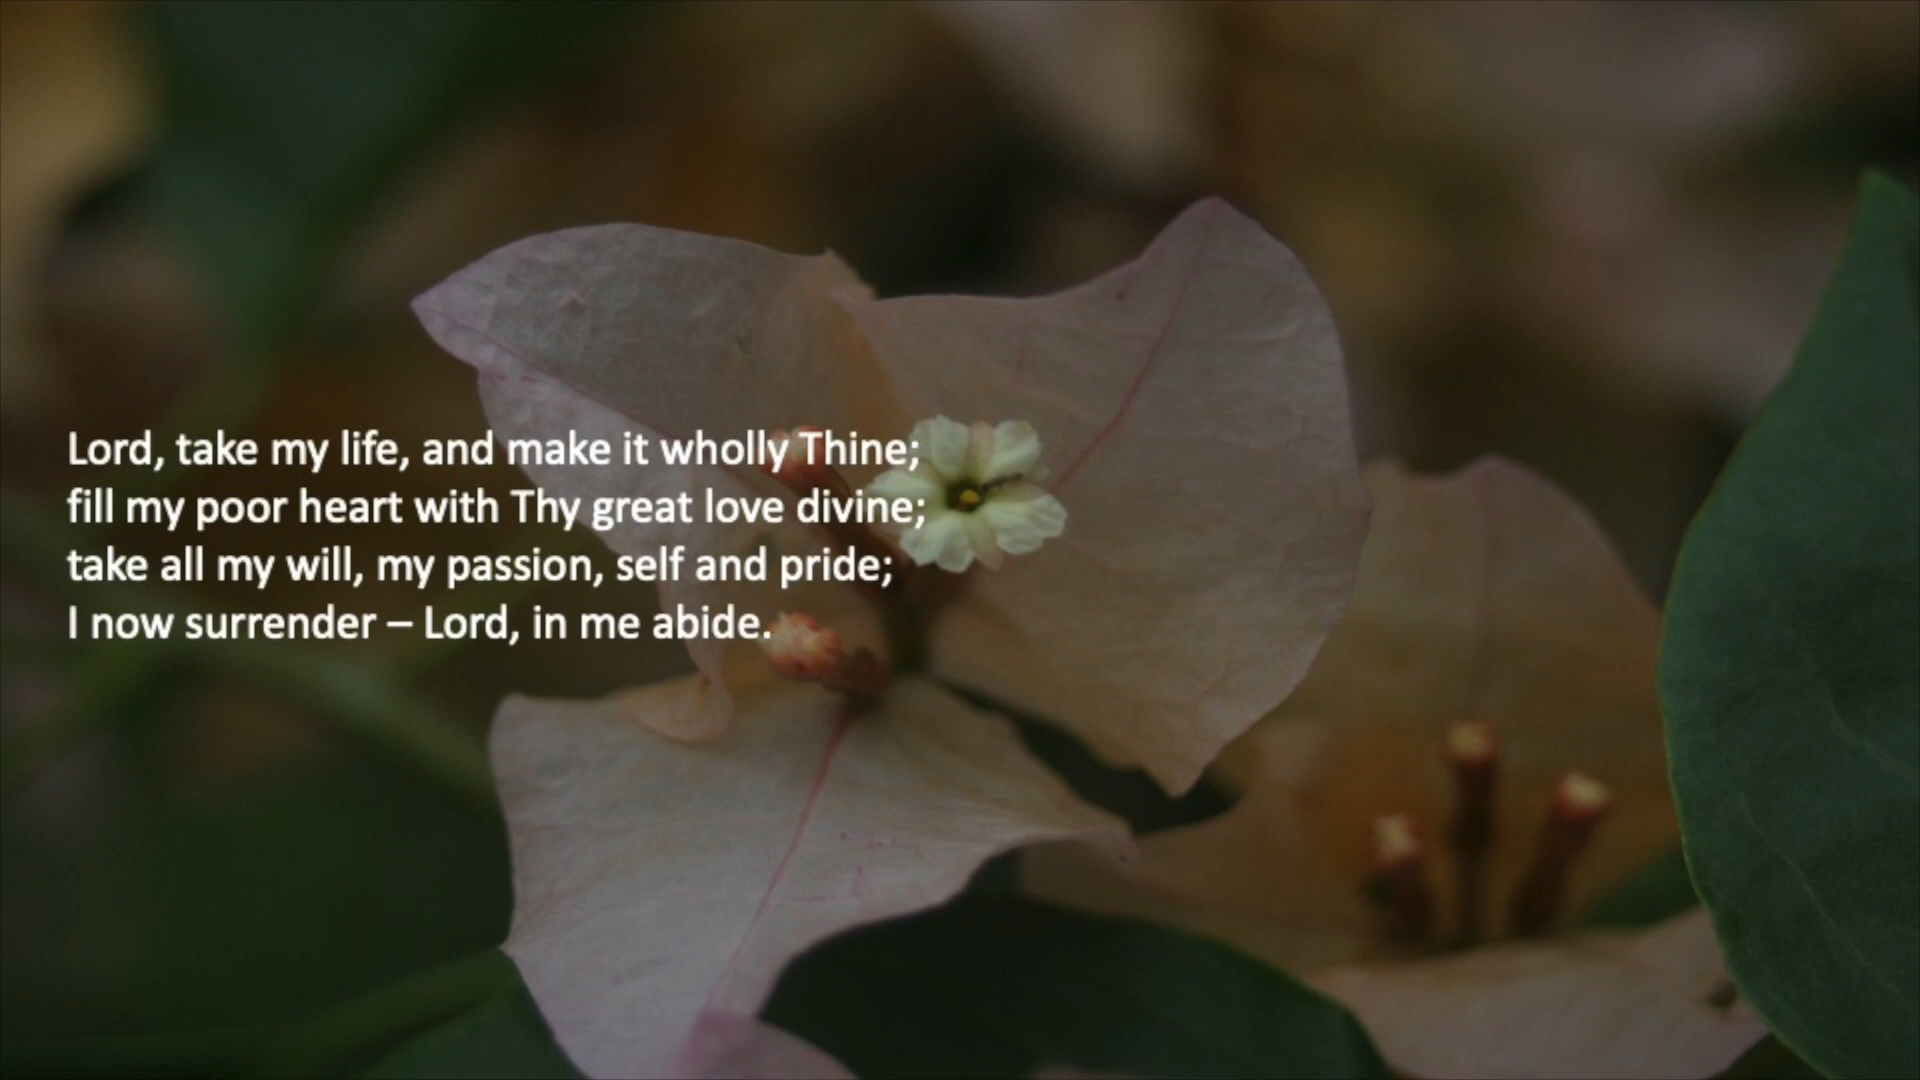 Lord, take my life, and make it wholly Thine;
fill my poor heart with Thy great love divine;
take all my will, my passion, self and pride;
I now surrender – Lord, in me abide.